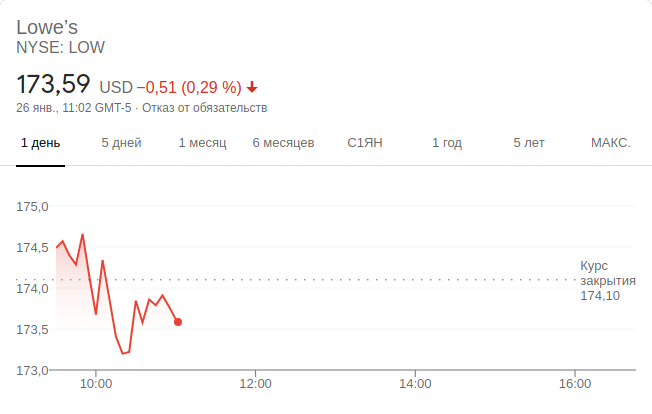 Lowe’s
NYSE: LOW
173,59 USD −0,51 (0,29 %)
26 янв., 11:02 GMT-5 · Отказ от обязательств
1 день 5 дней 1 месяц 6 месяцев С1ЯН 1 год 5 лет МАКС.
175,0
174,5
Курс
закрытия
174,10
174,0
173,5
173,0
10:00 12:00 14:00 16:00